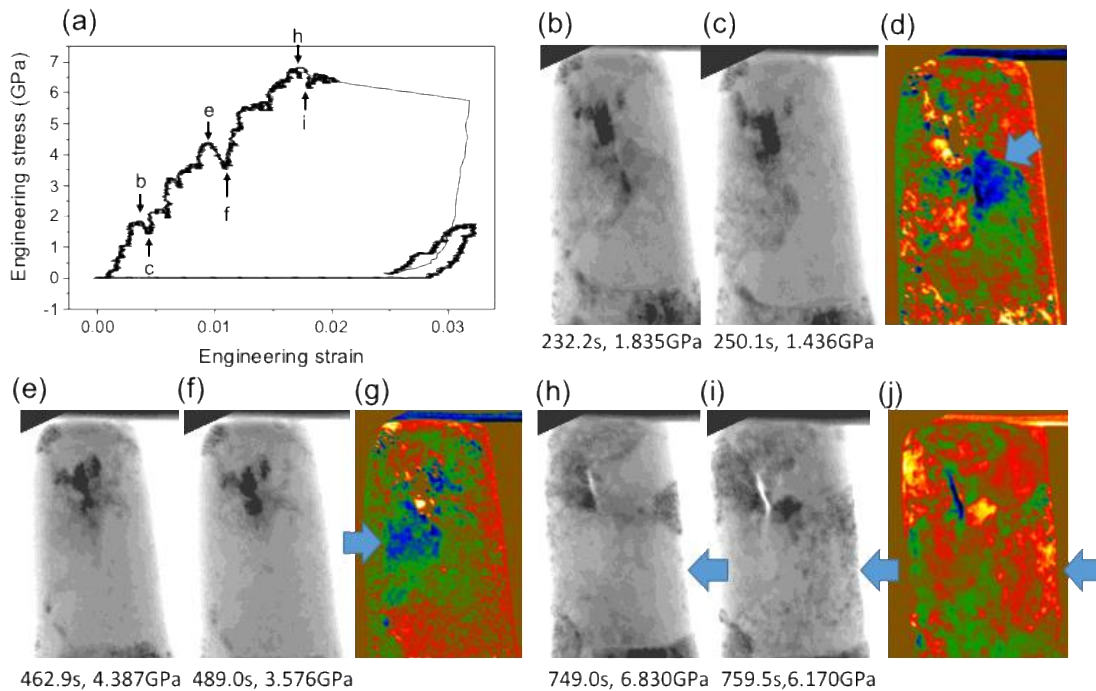 (a)
Engineering stress (GPa)
7
6
5
4
3
2
1
0
-1
0.00
0.01
0.02
0.03
Engineering strain
b
c
e
f
h
i
(b)
(c)
(d)
232.2s, 1.835GPa
250.1s, 1.436GPa
(e)
(f)
(g)
(h)
(i)
(j)
462.9s, 4.387GPa
489.0s, 3.576GPa
749.0s, 6.830GPa
759.5s,6.170GPa